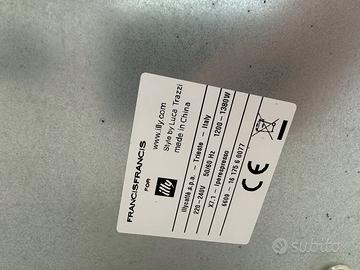 FRANCISFRANCIS
FOR
illy
www.illy.com
Style by Luca Trazzi
made in China
illycaffè s.p.a. - Trieste - Italy
220-240V 50/60 Hz 1200-1380W
X7.1 - Iperespresso
CE
subito